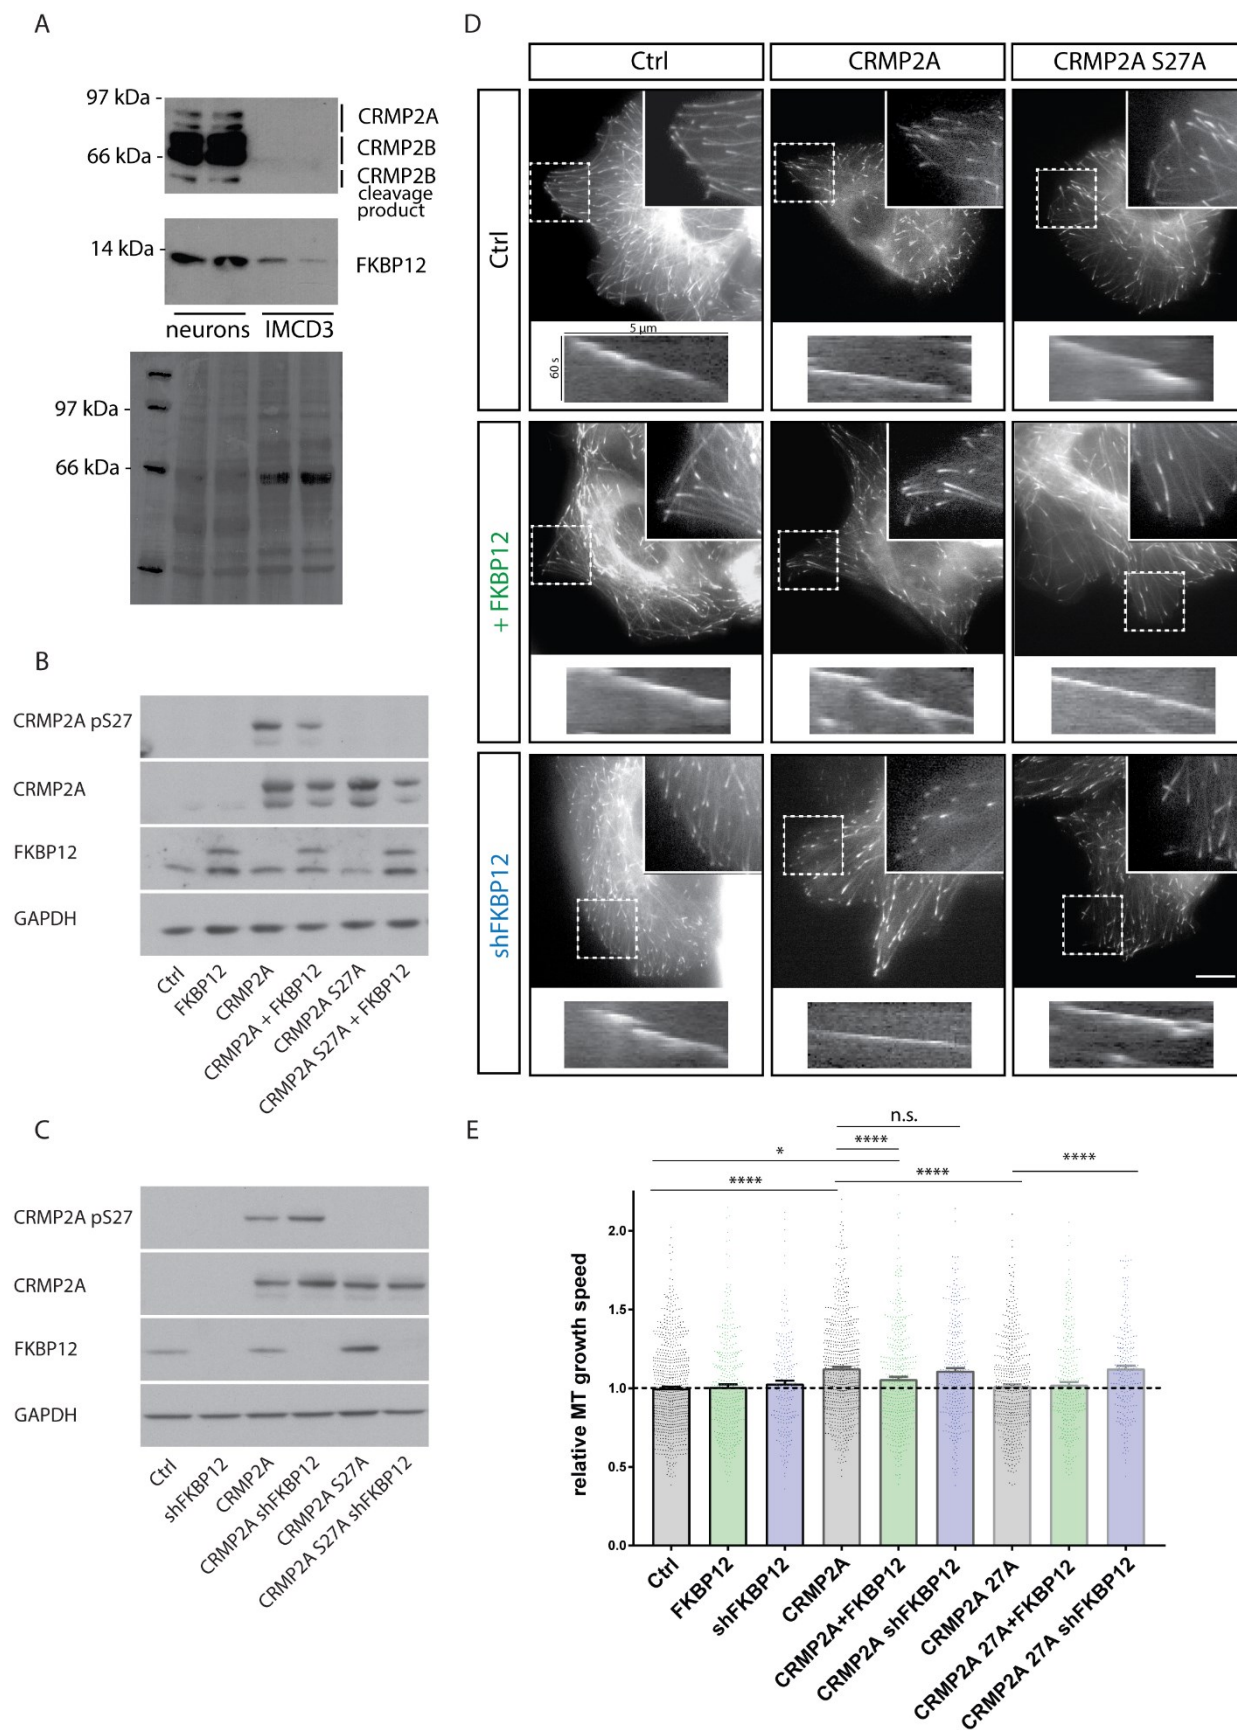 A
97 kDa -
66 kDa -
CRMP2A
CRMP2B
CRMP2B
cleavage
product
14 kDa -
FKBP12
neurons IMCD3
97 kDa -
66 kDa -
B
CRMP2A pS27
CRMP2A
FKBP12
GAPDH
Ctrl
FKBP12
CRMP2A
CRMP2A + FKBP12
CRMP2A S27A
CRMP2A S27A + FKBP12
C
CRMP2A pS27
CRMP2A
FKBP12
GAPDH
Ctrl
shFKBP12
CRMP2A
CRMP2A shFKBP12
CRMP2A S27A
CRMP2A S27A shFKBP12
D
Ctrl CRMP2A CRMP2A S27A
Ctrl
5 µm
60 s
+ FKBP12
shFKBP12
E
n.s.
****
*
****
****
****
relative MT growth speed
2.0
1.5
1.0
0.5
0.0
Ctrl
FKBP12
shFKBP12
CRMP2A
CRMP2A+FKBP12
CRMP2A shFKBP12
CRMP2A 27A
CRMP2A 27A+FKBP12
CRMP2A 27A shFKBP12